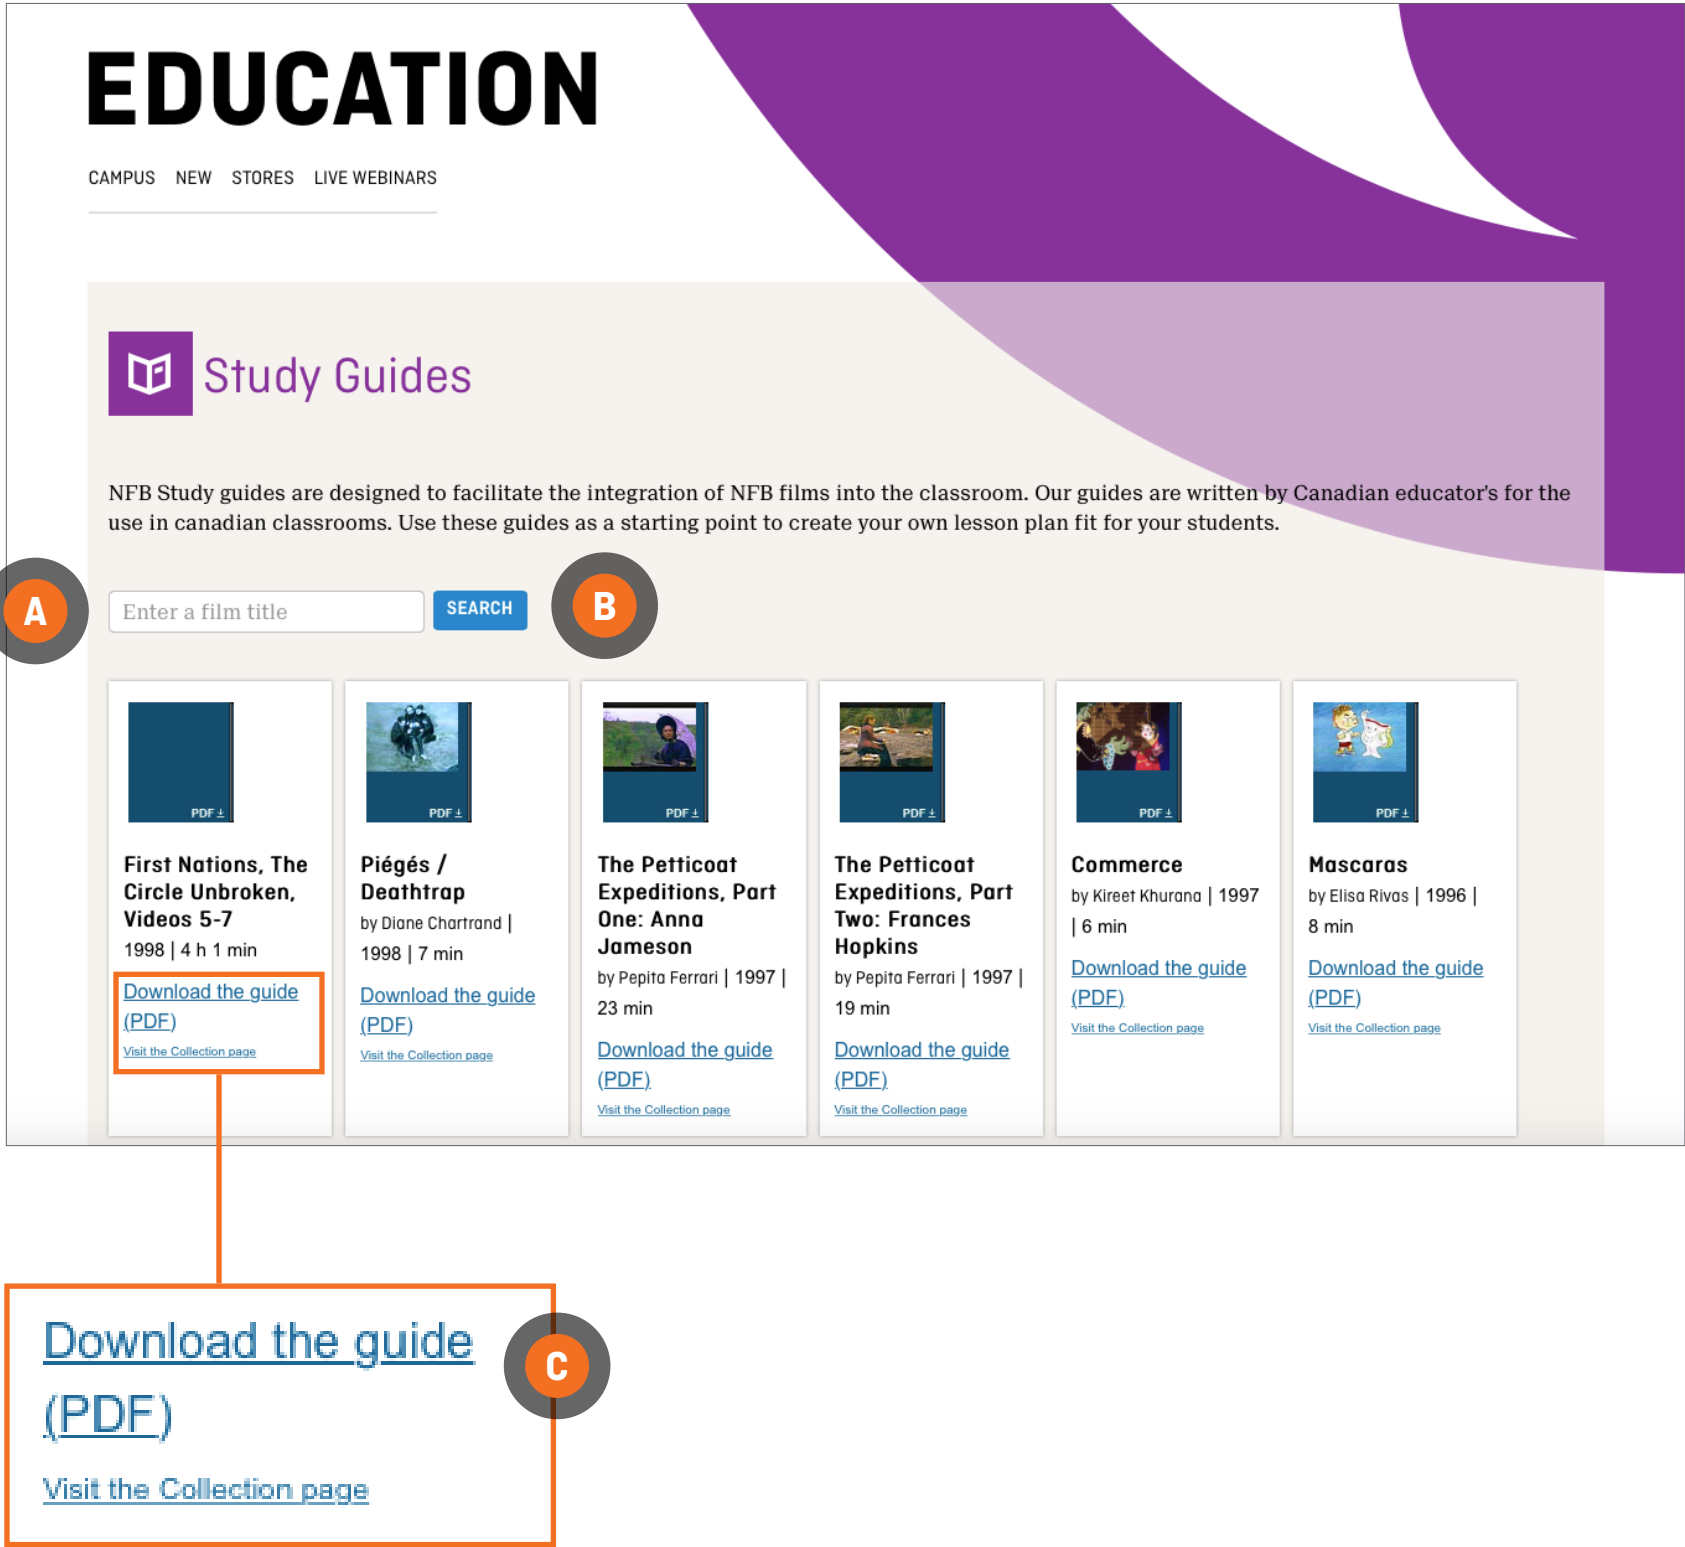 EDUCATION
CAMPUS NEW STORES LIVE WEBINARS
Study Guides
NFB Study guides are designed to facilitate the integration of NFB films into the classroom. Our guides are written by Canadian educator's for the
use in canadian classrooms. Use these guides as a starting point to create your own lesson plan fit for your students.
A
Enter a film title
SEARCH
B
PDF
First Nations, The
Circle Unbroken,
Videos 5-7
1998 | 4 h 1 min
Download the guide
(PDF)
Visit the Collection page
PDF
Piégés /
Deathtrap
by Diane Chartrand |
1998 | 7 min
Download the guide
(PDF)
Visit the Collection page
PDF
The Petticoat
Expeditions, Part
One: Anna
Jameson
by Pepita Ferrari | 1997 |
23 min
Download the guide
(PDF)
Visit the Collection page
PDF
The Petticoat
Expeditions, Part
Two: Frances
Hopkins
by Pepita Ferrari | 1997 |
19 min
Download the guide
(PDF)
Visit the Collection page
PDF
Commerce
by Kireet Khurana | 1997
| 6 min
Download the guide
(PDF)
Visit the Collection page
PDF
Mascaras
by Elisa Rivas | 1996 |
8 min
Download the guide
(PDF)
Visit the Collection page
Download the guide
(PDF)
Visit the Collection page
C